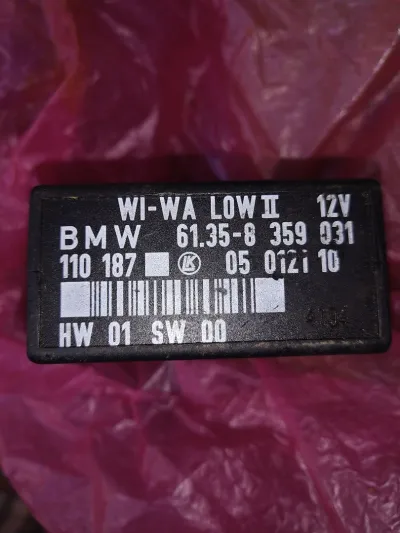 WI-WA LOW II 12V
BMW 61.35-8 359 031
110 187 LK 05 0121 10
HW 01 SW 00